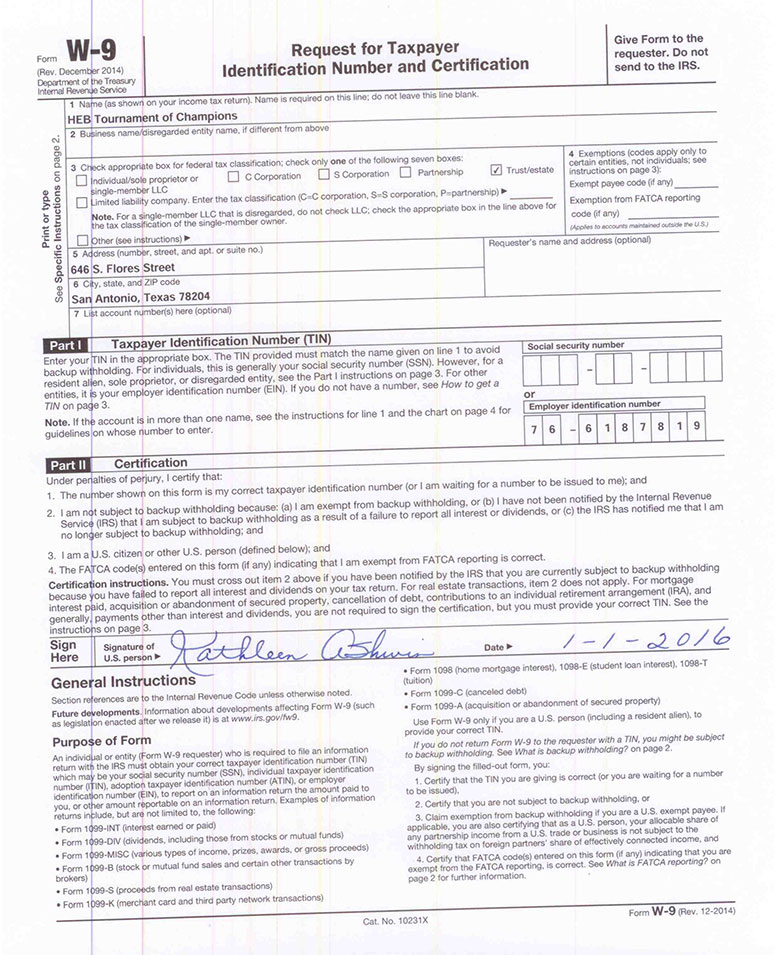 Form W-9
(Rev. December 2014)
Department of the Treasury
Internal Revenue Service
Request for Taxpayer
Identification Number and Certification
Give Form to the
requester. Do not
send to the IRS.
Print or type
See Specific Instructions on page 2.
1 Name (as shown on your income tax return). Name is required on this line; do not leave this line blank.
HEB Tournament of Champions
2 Business name/disregarded entity name, if different from above
3 Check appropriate box for federal tax classification; check only one of the following seven boxes:
Individual/sole proprietor or
single-member LLC
C Corporation
S Corporation
Partnership
✓ Trust/estate
Limited liability company. Enter the tax classification (C=C corporation, S=S corporation, P=partnership) ▶
Note. For a single-member LLC that is disregarded, do not check LLC; check the appropriate box in the line above for
the tax classification of the single-member owner.
Other (see instructions) ▶
4 Exemptions (codes apply only to
certain entities, not individuals; see
instructions on page 3):
Exempt payee code (if any)
Exemption from FATCA reporting
code (if any)
(Applies to accounts maintained outside the U.S.)
5 Address (number, street, and apt. or suite no.)
646 S. Flores Street
Requester's name and address (optional)
6 City, state, and ZIP code
San Antonio, Texas 78204
7 List account number(s) here (optional)
Part I Taxpayer Identification Number (TIN)
Enter your TIN in the appropriate box. The TIN provided must match the name given on line 1 to avoid
backup withholding. For individuals, this is generally your social security number (SSN). However, for a
resident alien, sole proprietor, or disregarded entity, see the Part I instructions on page 3. For other
entities, it is your employer identification number (EIN). If you do not have a number, see How to get a
TIN on page 3.
Note. If the account is in more than one name, see the instructions for line 1 and the chart on page 4 for
guidelines on whose number to enter.
Social security number
– –
or
Employer identification number
7 6 – 6 1 8 7 8 1 9
Part II Certification
Under penalties of perjury, I certify that:
1. The number shown on this form is my correct taxpayer identification number (or I am waiting for a number to be issued to me); and
2. I am not subject to backup withholding because: (a) I am exempt from backup withholding, or (b) I have not been notified by the Internal Revenue
Service (IRS) that I am subject to backup withholding as a result of a failure to report all interest or dividends, or (c) the IRS has notified me that I am
no longer subject to backup withholding; and
3. I am a U.S. citizen or other U.S. person (defined below); and
4. The FATCA code(s) entered on this form (if any) indicating that I am exempt from FATCA reporting is correct.
Certification instructions. You must cross out item 2 above if you have been notified by the IRS that you are currently subject to backup withholding
because you have failed to report all interest and dividends on your tax return. For real estate transactions, item 2 does not apply. For mortgage
interest paid, acquisition or abandonment of secured property, cancellation of debt, contributions to an individual retirement arrangement (IRA), and
generally, payments other than interest and dividends, you are not required to sign the certification, but you must provide your correct TIN. See the
instructions on page 3.
Sign
Here
Signature of
U.S. person ▶
Kathleen
Date ▶
1-1-2016
General Instructions
Section references are to the Internal Revenue Code unless otherwise noted.
Future developments. Information about developments affecting Form W-9 (such
as legislation enacted after we release it) is at www.irs.gov/fw9.
Purpose of Form
An individual or entity (Form W-9 requester) who is required to file an information
return with the IRS must obtain your correct taxpayer identification number (TIN)
which may be your social security number (SSN), individual taxpayer identification
number (ITIN), adoption taxpayer identification number (ATIN), or employer
identification number (EIN), to report on an information return the amount paid to
you, or other amount reportable on an information return. Examples of information
returns include, but are not limited to, the following:
• Form 1099-INT (interest earned or paid)
• Form 1099-DIV (dividends, including those from stocks or mutual funds)
• Form 1099-MISC (various types of income, prizes, awards, or gross proceeds)
• Form 1099-B (stock or mutual fund sales and certain other transactions by
brokers)
• Form 1099-S (proceeds from real estate transactions)
• Form 1099-K (merchant card and third party network transactions)
• Form 1098 (home mortgage interest), 1098-E (student loan interest), 1098-T
(tuition)
• Form 1099-C (canceled debt)
• Form 1099-A (acquisition or abandonment of secured property)
Use Form W-9 only if you are a U.S. person (including a resident alien), to
provide your correct TIN.
If you do not return Form W-9 to the requester with a TIN, you might be subject
to backup withholding. See What is backup withholding? on page 2.
By signing the filled-out form, you:
1. Certify that the TIN you are giving is correct (or you are waiting for a number
to be issued),
2. Certify that you are not subject to backup withholding, or
3. Claim exemption from backup withholding if you are a U.S. exempt payee. If
applicable, you are also certifying that as a U.S. person, your allocable share of
any partnership income from a U.S. trade or business is not subject to the
withholding tax on foreign partners' share of effectively connected income, and
4. Certify that FATCA code(s) entered on this form (if any) indicating that you are
exempt from the FATCA reporting, is correct. See What is FATCA reporting? on
page 2 for further information.
Cat. No. 10231X
Form W-9 (Rev. 12-2014)